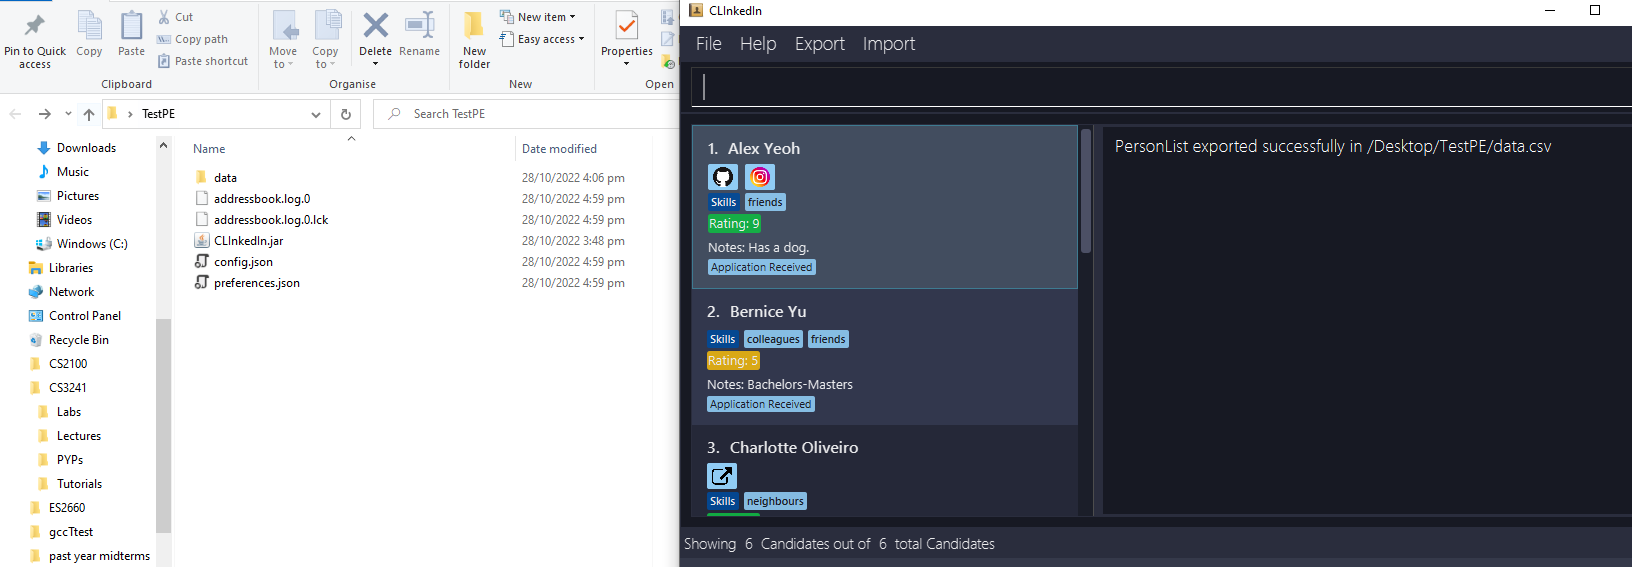 Pin to Quick access
Copy
Paste
Cut
Copy path
Paste shortcut
Clipboard
Move to
Copy to
Delete
Rename
Organise
New folder
New item
Easy access
New
Properties
Open
TestPE
Search TestPE
Downloads
Music
Pictures
Videos
Windows (C:)
Libraries
Network
Control Panel
Recycle Bin
CS2100
CS3241
Labs
Lectures
PYPs
Tutorials
ES2660
gccTtest
past year midterms
Name Date modified
data 28/10/2022 4:06 pm
addressbook.log.0 28/10/2022 4:59 pm
addressbook.log.0.lck 28/10/2022 4:59 pm
CLInkedIn.jar 28/10/2022 3:48 pm
config.json 28/10/2022 4:59 pm
preferences.json 28/10/2022 4:59 pm
CLInkedIn
File Help Export Import
1. Alex Yeoh
Skills friends
Rating: 9
Notes: Has a dog.
Application Received
2. Bernice Yu
Skills colleagues friends
Rating: 5
Notes: Bachelors-Masters
Application Received
3. Charlotte Oliveiro
Skills neighbours
PersonList exported successfully in /Desktop/TestPE/data.csv
Showing 6 Candidates out of 6 total Candidates